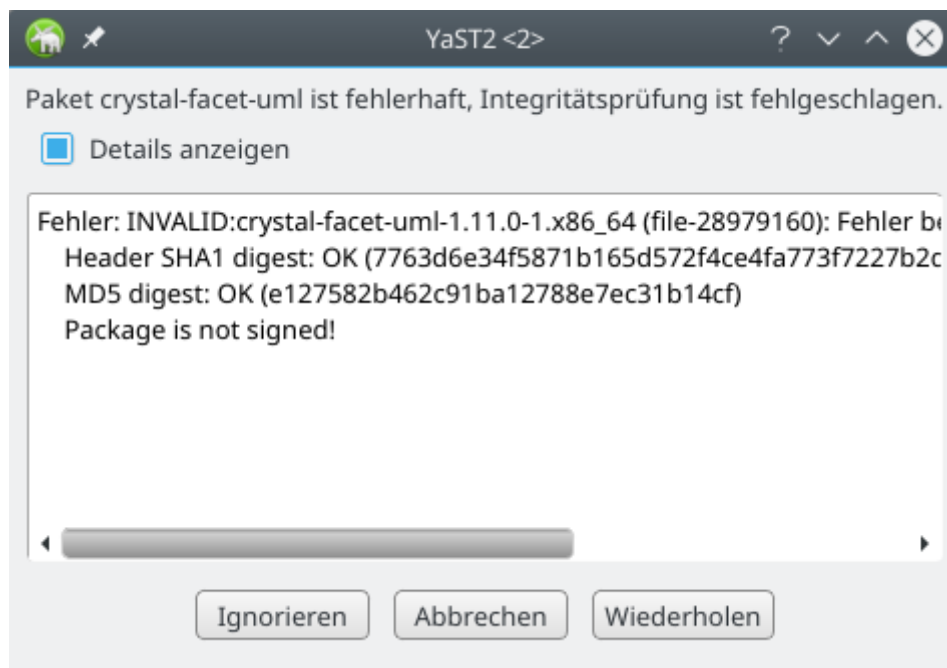 YaST2 <2>
Paket crystal-facet-uml ist fehlerhaft, Integritätsprüfung ist fehlgeschlagen.
Details anzeigen
Fehler: INVALID:crystal-facet-uml-1.11.0-1.x86_64 (file-28979160): Fehler
Header SHA1 digest: OK (7763d6e34f5871b165d572f4ce4fa773f7227b2c
MD5 digest: OK (e127582b462c91ba12788e7ec31b14cf)
Package is not signed!
Ignorieren
Abbrechen
Wiederholen